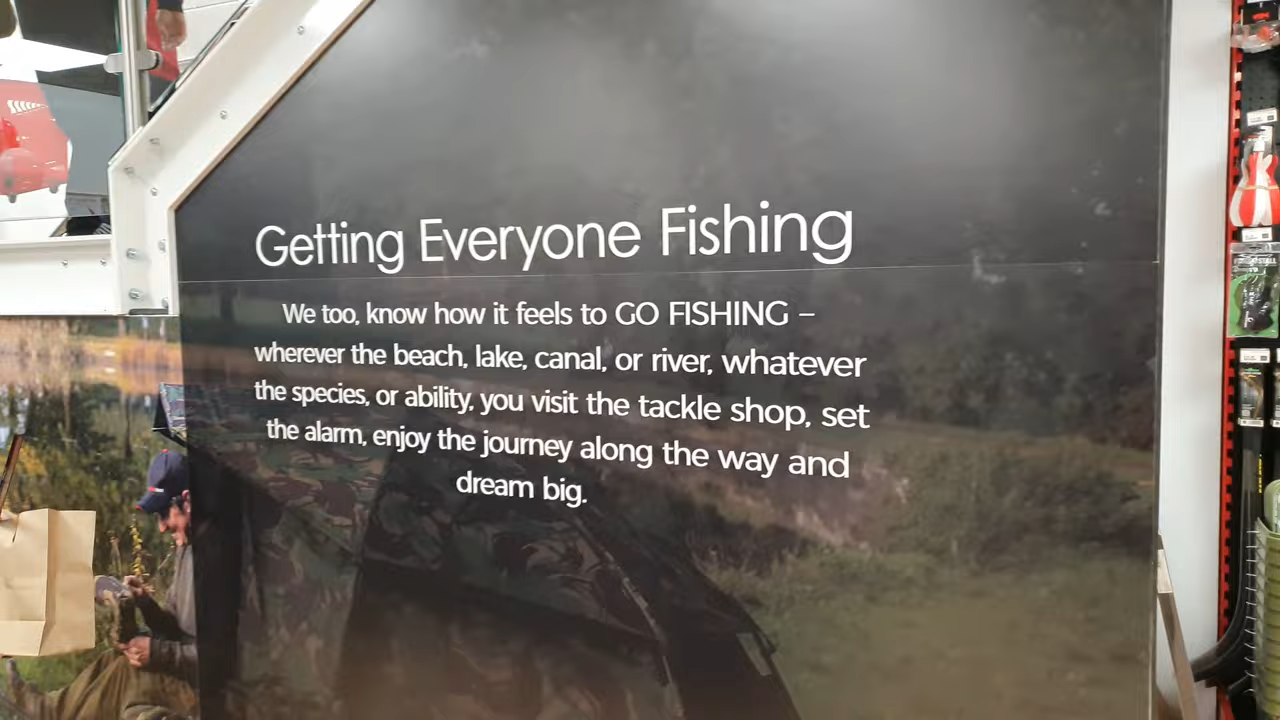 Getting Everyone Fishing
We too, know how it feels to GO FISHING –
wherever the beach, lake, canal, or river, whatever
the species, or ability, you visit the tackle shop, set
the alarm, enjoy the journey along the way and
dream big.